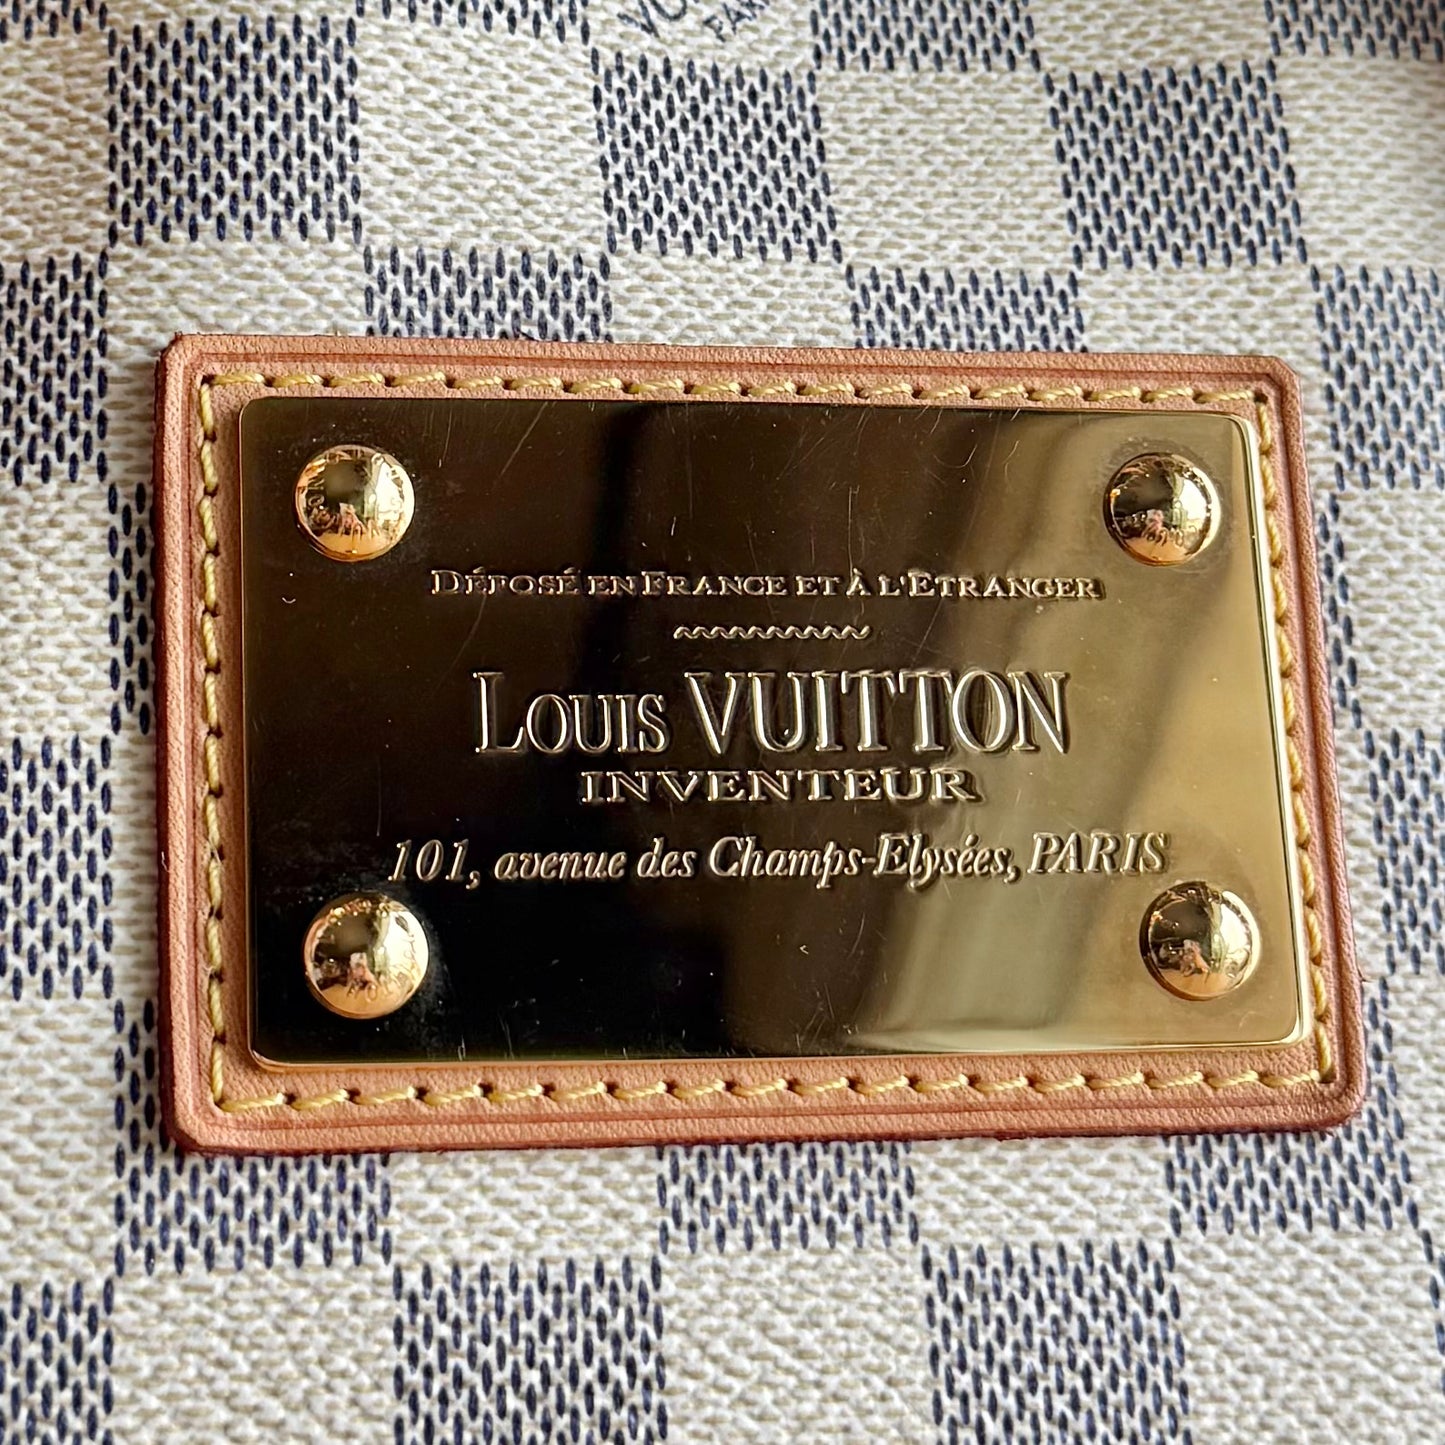 DÉPOSÉ EN FRANCE ET À L'ETRANGER
LOUIS VUITTON
INVENTEUR
101, avenue des Champs-Elysées, PARIS